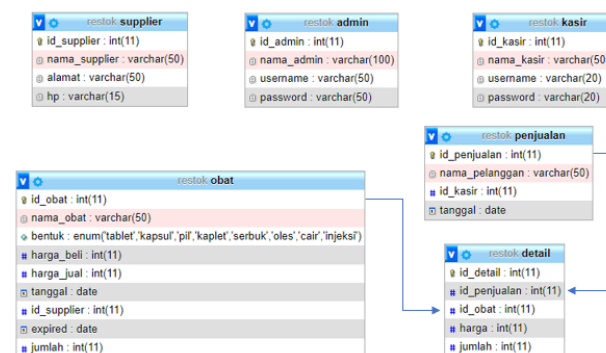 restok supplier
id_supplier : int(11)
nama_supplier : varchar(50)
alamat : varchar(50)
hp : varchar(15)
restok admin
id_admin : int(11)
nama_admin : varchar(100)
username : varchar(50)
password : varchar(50)
restok kasir
id_kasir : int(11)
nama_kasir : varchar(50
username : varchar(20)
password : varchar(20)
restok penjualan
id_penjualan : int(11)
nama_pelanggan : varchar(50)
id_kasir : int(11)
tanggal : date
restok obat
id_obat : int(11)
nama_obat : varchar(50)
bentuk : enum('tablet','kapsul','pil','kaplet','serbuk','oles','cair','injeksi')
harga_beli : int(11)
harga_jual : int(11)
tanggal : date
id_supplier : int(11)
expired : date
jumlah : int(11)
restok detail
id_detail : int(11)
id_penjualan : int(11)
id_obat : int(11)
harga : int(11)
jumlah : int(11)